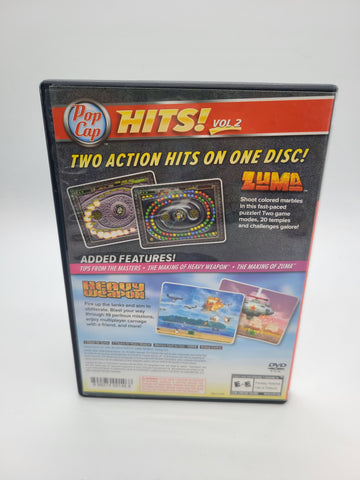 Pop
Cap
HITS! VOL.2
TWO ACTION HITS ON ONE DISC!
ZUMA
Shoot colored marbles
in this fast-paced
puzzler! Two game
modes, 20 temples
and challenges galore!
ADDED FEATURES!
TIPS FROM THE MASTERS • THE MAKING OF HEAVY WEAPON • THE MAKING OF ZUMA
HEAVY
WEAPON
Fire up the tanks and aim to
obliterate. Blast your way
through 19 perilous missions,
enjoy multiplayer carnage
with a friend, and more!
DVD